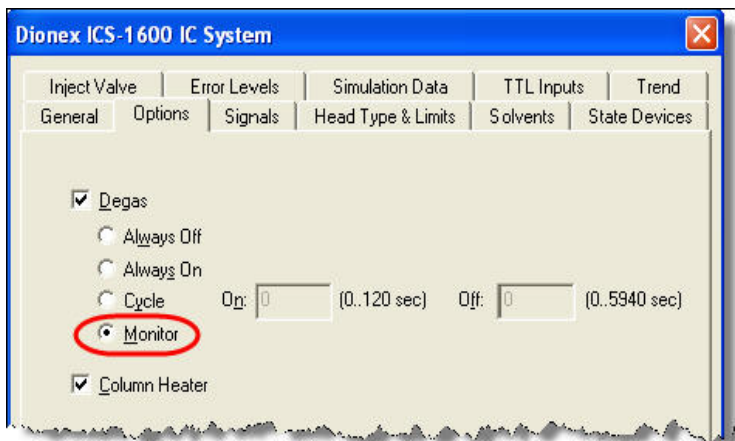 Dionex ICS-1600 IC System
Inject Valve Error Levels Simulation Data TTL Inputs Trend
General Options Signals Head Type & Limits Solvents State Devices
Degas
Always Off
Always On
Cycle On: 0 (0..120 sec) Off: 0 (0..5940 sec)
Monitor
Column Heater